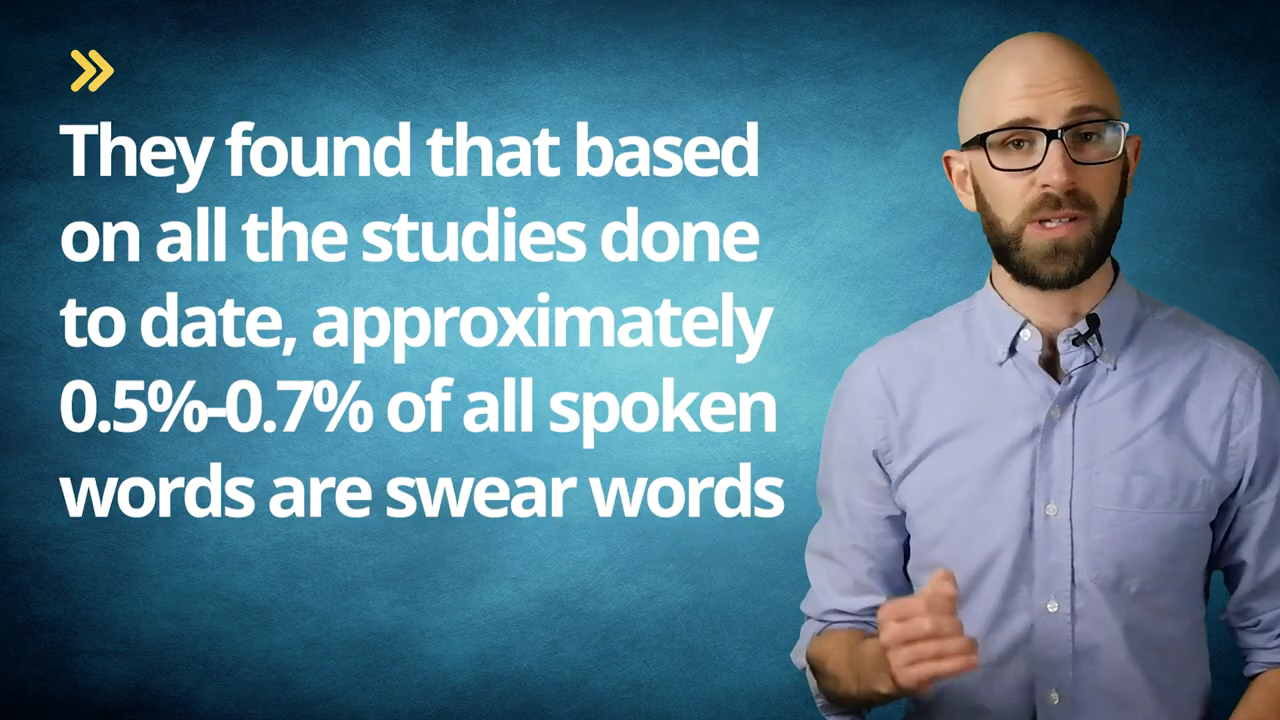 They found that based
on all the studies done
to date, approximately
0.5%-0.7% of all spoken
words are swear words